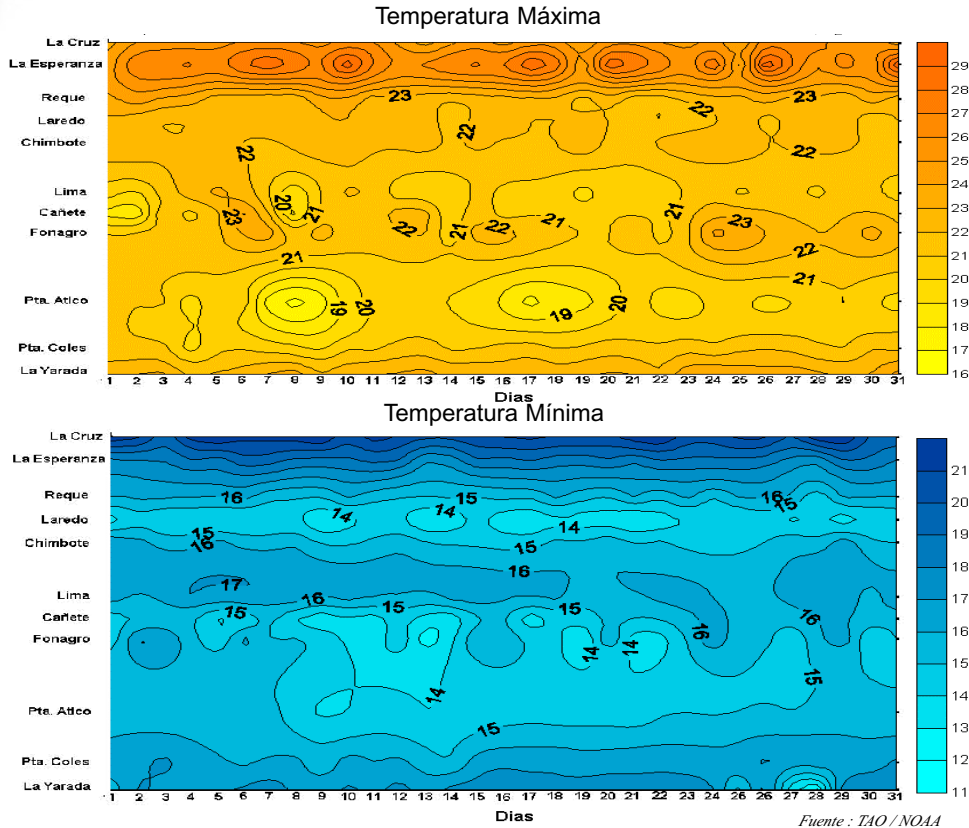 Temperatura Máxima
La Cruz
La Esperanza
Reque
Laredo
Chimbote
Lima
Cañete
Fonagro
Pta. Atico
Pta. Coles
La Yarada
23 23
22 22 22
22 20 21 21 21
23 22 22 21 23
21 22 21
19 20 19 20
1 2 3 4 5 6 7 8 9 10 11 12 13 14 15 16 17 18 19 20 21 22 23 24 25 26 27 28 29 30 31
Dias
29
29
28
27
26
25
24
23
22
21
20
19
18
17
16
Temperatura Mínima
La Cruz
La Esperanza
Reque
Laredo
Chimbote
Lima
Cañete
Fonagro
Pta. Atico
Pta. Coles
La Yarada
16 15 16 15
14 14 14
15 16 15
17 16 16
15 15 15 16
14 14 16
14 15
15
1 2 3 4 5 6 7 8 9 10 11 12 13 14 15 16 17 18 19 20 21 22 23 24 25 26 27 28 29 30 31
Dias
21
20
19
18
17
16
15
14
13
12
11
Fuente : TAO / NOAA